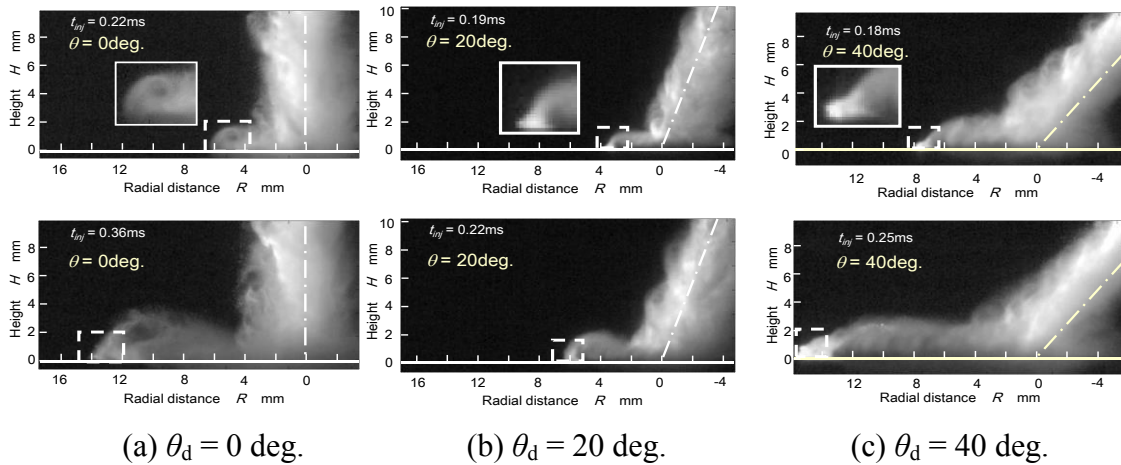 t_inj = 0.22ms
θ = 0deg.
Height H mm
10
8
6
4
2
0
16 12 8 4 0
Radial distance R mm
t_inj = 0.19ms
θ = 20deg.
Height H mm
10
8
6
4
2
0
16 12 8 4 0 -4
Radial distance R mm
t_inj = 0.18ms
θ = 40deg.
Height H mm
10
8
6
4
2
0
12 8 4 0 -4
Radial distance R mm
t_inj = 0.36ms
θ = 0deg.
Height H mm
10
8
6
4
2
0
16 12 8 4 0
Radial distance R mm
t_inj = 0.22ms
θ = 20deg.
Height H mm
10
8
6
4
2
0
16 12 8 4 0 -4
Radial distance R mm
t_inj = 0.25ms
θ = 40deg.
Height H mm
10
8
6
4
2
0
12 8 4 0 -4
Radial distance R mm
(a) θd = 0 deg.
(b) θd = 20 deg.
(c) θd = 40 deg.